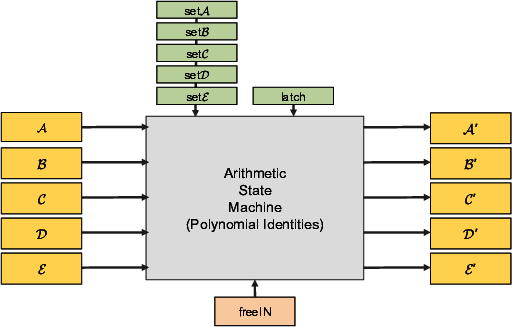 set𝒜
setℬ
set𝒞
set𝒟
setℰ
latch
𝒜
ℬ
𝒞
𝒟
ℰ
Arithmetic
State
Machine
(Polynomial Identities)
𝒜'
ℬ'
𝒞'
𝒟'
ℰ'
freeIN